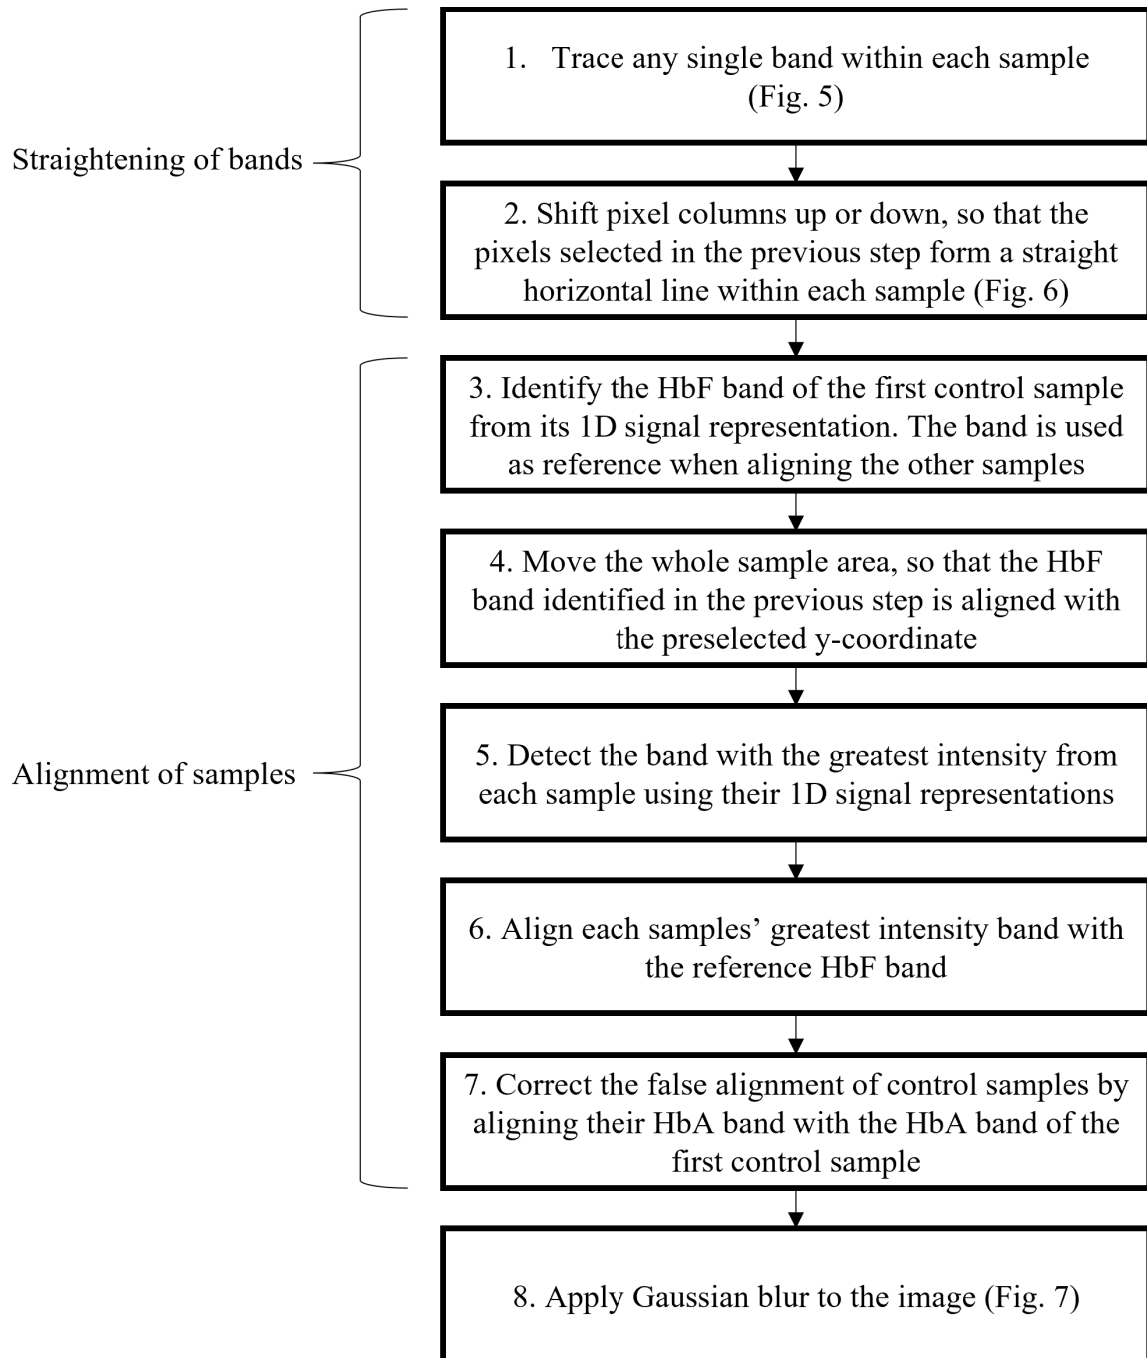 1. Trace any single band within each sample
(Fig. 5)
Straightening of bands
2. Shift pixel columns up or down, so that the
pixels selected in the previous step form a straight
horizontal line within each sample (Fig. 6)
3. Identify the HbF band of the first control sample
from its 1D signal representation. The band is used
as reference when aligning the other samples
4. Move the whole sample area, so that the HbF
band identified in the previous step is aligned with
the preselected y-coordinate
Alignment of samples
5. Detect the band with the greatest intensity from
each sample using their 1D signal representations
6. Align each samples’ greatest intensity band with
the reference HbF band
7. Correct the false alignment of control samples by
aligning their HbA band with the HbA band of the
first control sample
8. Apply Gaussian blur to the image (Fig. 7)